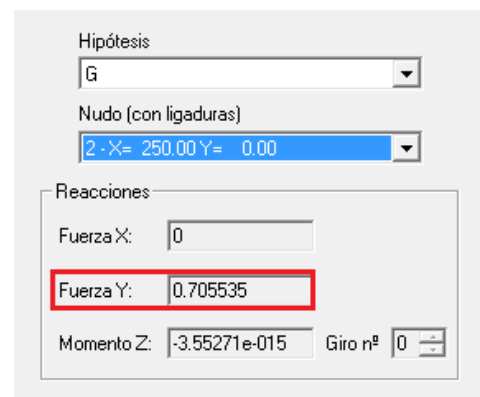 Hipótesis
G
Nudo (con ligaduras)
2 - X= 250.00 Y= 0.00
Reacciones
Fuerza X: 0
Fuerza Y: 0.705535
Momento Z: -3.55271e-015 Giro nº 0